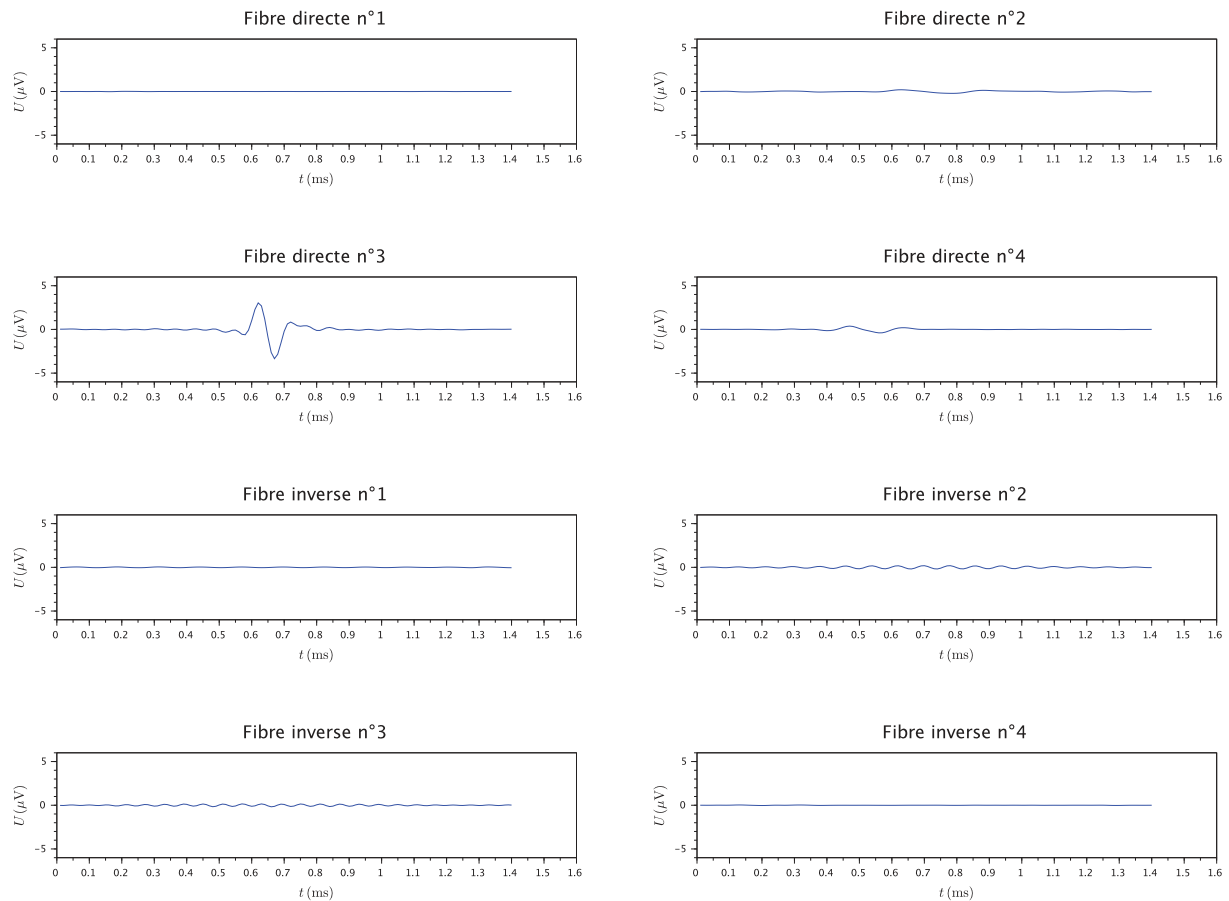 Fibre directe n°1
U(μV)
5
0
−5
0 0.1 0.2 0.3 0.4 0.5 0.6 0.7 0.8 0.9 1 1.1 1.2 1.3 1.4 1.5 1.6
t (ms)
Fibre directe n°2
U(μV)
5
0
−5
0 0.1 0.2 0.3 0.4 0.5 0.6 0.7 0.8 0.9 1 1.1 1.2 1.3 1.4 1.5 1.6
t (ms)
Fibre directe n°3
U(μV)
5
0
−5
0 0.1 0.2 0.3 0.4 0.5 0.6 0.7 0.8 0.9 1 1.1 1.2 1.3 1.4 1.5 1.6
t (ms)
Fibre directe n°4
U(μV)
5
0
−5
0 0.1 0.2 0.3 0.4 0.5 0.6 0.7 0.8 0.9 1 1.1 1.2 1.3 1.4 1.5 1.6
t (ms)
Fibre inverse n°1
U(μV)
5
0
−5
0 0.1 0.2 0.3 0.4 0.5 0.6 0.7 0.8 0.9 1 1.1 1.2 1.3 1.4 1.5 1.6
t (ms)
Fibre inverse n°2
U(μV)
5
0
−5
0 0.1 0.2 0.3 0.4 0.5 0.6 0.7 0.8 0.9 1 1.1 1.2 1.3 1.4 1.5 1.6
t (ms)
Fibre inverse n°3
U(μV)
5
0
−5
0 0.1 0.2 0.3 0.4 0.5 0.6 0.7 0.8 0.9 1 1.1 1.2 1.3 1.4 1.5 1.6
t (ms)
Fibre inverse n°4
U(μV)
5
0
−5
0 0.1 0.2 0.3 0.4 0.5 0.6 0.7 0.8 0.9 1 1.1 1.2 1.3 1.4 1.5 1.6
t (ms)